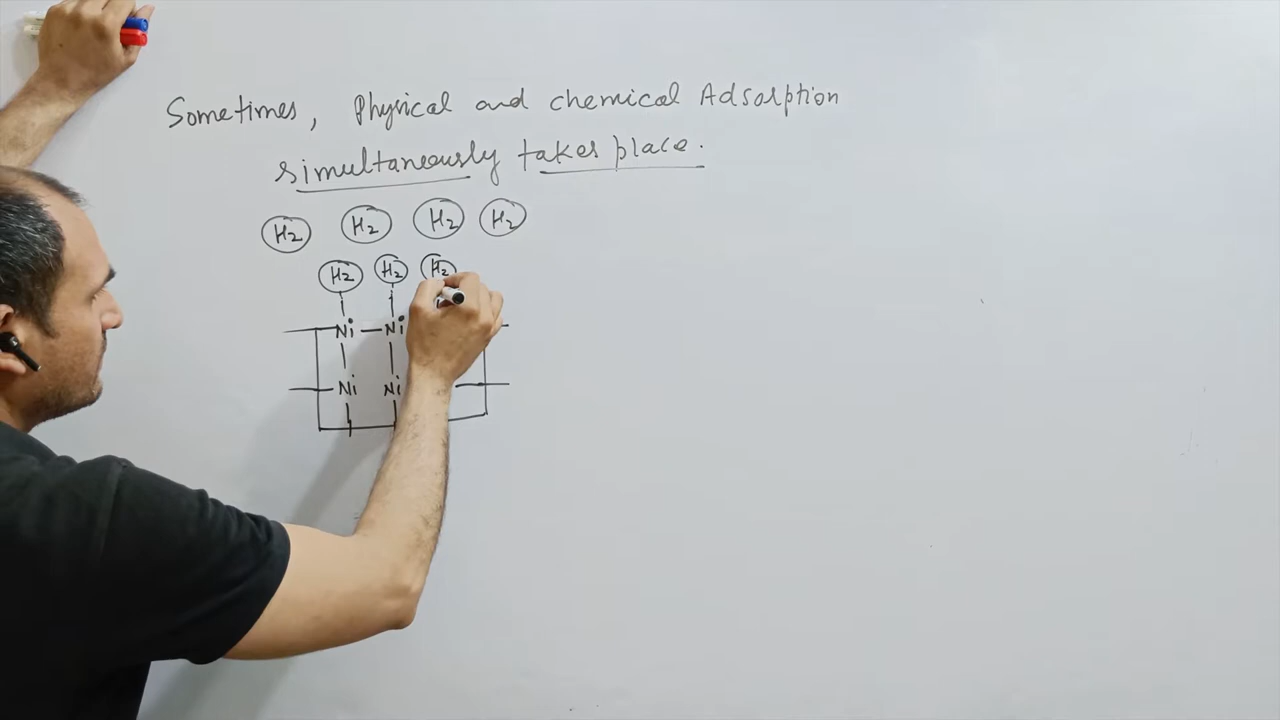 Sometimes, Physical and chemical Adsorption
simultaneously takes place.
H2 H2 H2 H2
H2 H2 H2
Ni Ni
Ni Ni